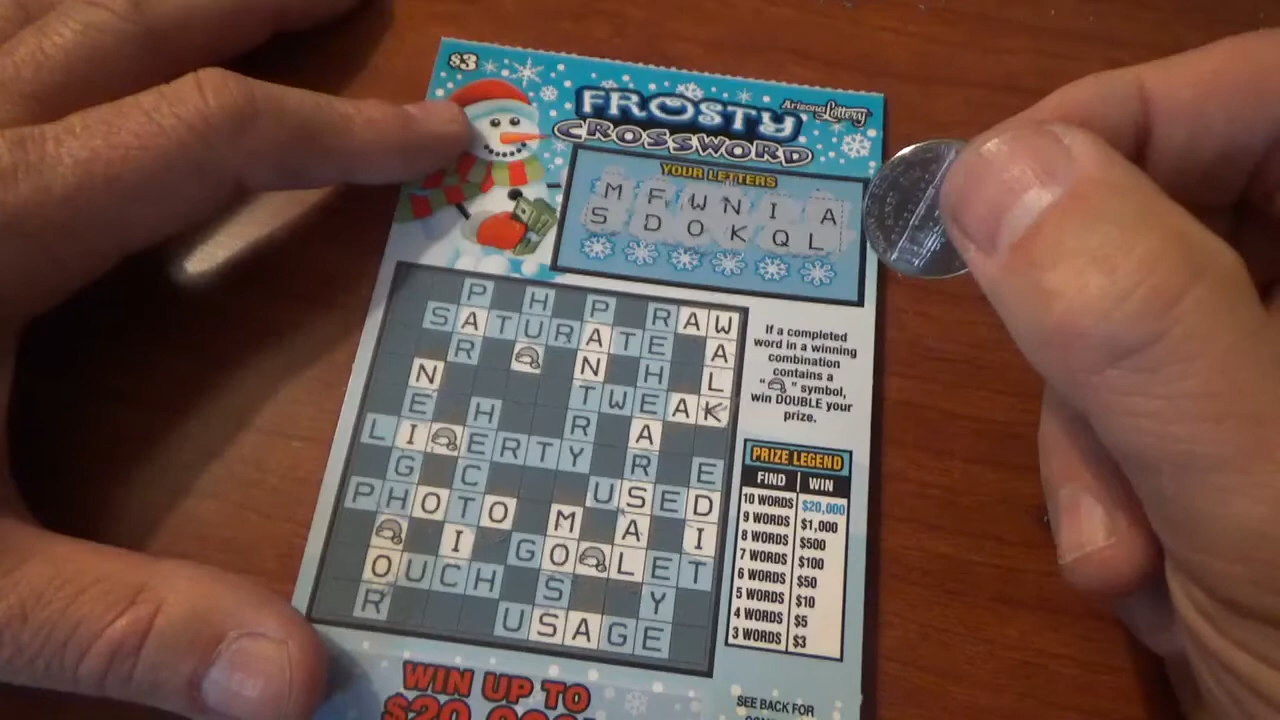 $3
Arizona Lottery
FROSTY
CROSSWORD
YOUR LETTERS
M F W N I A
S D O K Q L
P H P R A W
S A T U R A T E A
R N H L
N T W E A K
E H R A
L I E R T Y R E
G C U S E D
P H O T O M A I
I G O L E T
O U C H S Y
R U S A G E
If a completed
word in a winning
combination
contains a
" " symbol,
win DOUBLE your
prize.
PRIZE LEGEND
FIND WIN
10 WORDS $20,000
9 WORDS $1,000
8 WORDS $500
7 WORDS $100
6 WORDS $50
5 WORDS $10
4 WORDS $5
3 WORDS $3
WIN UP TO
$20,000!
SEE BACK FOR